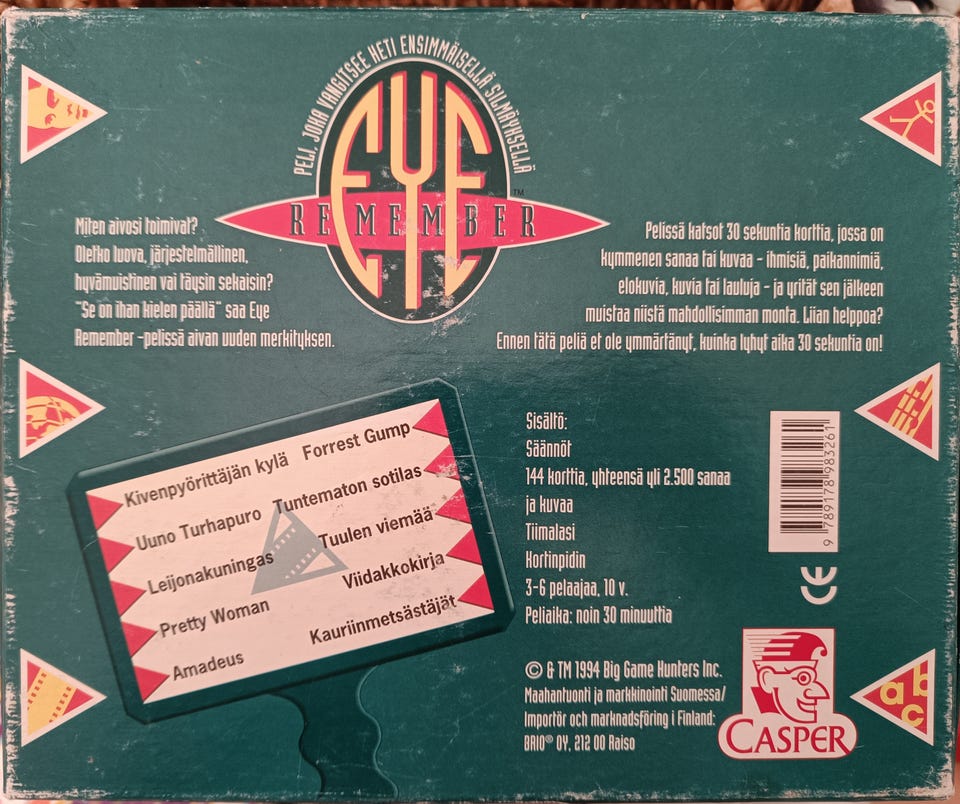 PELI, JOKA VANGITSEE HETI ENSIMMÄISELLÄ SILMÄYKSELLÄ
EYE
REMEMBER
TM
Miten aivosi toimivat?
Oletko luova, järjestelmällinen,
hyvämuistinen vai täysin sekaisin?
"Se on ihan kielen päällä" saa Eye
Remember -pelissä aivan uuden merkityksen.
Pelissä katsot 30 sekuntia korttia, jossa on
kymmenen sanaa tai kuvaa - ihmisiä, paikannimiä,
elokuvia, kuvia tai lauluja - ja yrität sen jälkeen
muistaa niistä mahdollisimman monta. Liian helppoa?
Ennen tätä peliä et ole ymmärtänyt, kuinka lyhyt aika 30 sekuntia on!
Kivenpyörittäjän kylä
Forrest Gump
Uuno Turhapuro
Tuntematon sotilas
Leijonakuningas
Tuulen viemää
Pretty Woman
Viidakkokirja
Amadeus
Kauriinmetsästäjät
Sisältö:
Säännöt
144 korttia, yhteensä yli 2.500 sanaa
ja kuvaa
Tiimalasi
Kortinpidin
3-6 pelaajaa, 10 v.
Peliaika: noin 30 minuuttia
© & TM 1994 Big Game Hunters Inc.
Maahantuonti ja markkinointi Suomessa/
Importör och marknadsföring i Finland:
BRIO® OY, 212 00 Raiso
9 789178 983261
CE
CASPER
a b
c